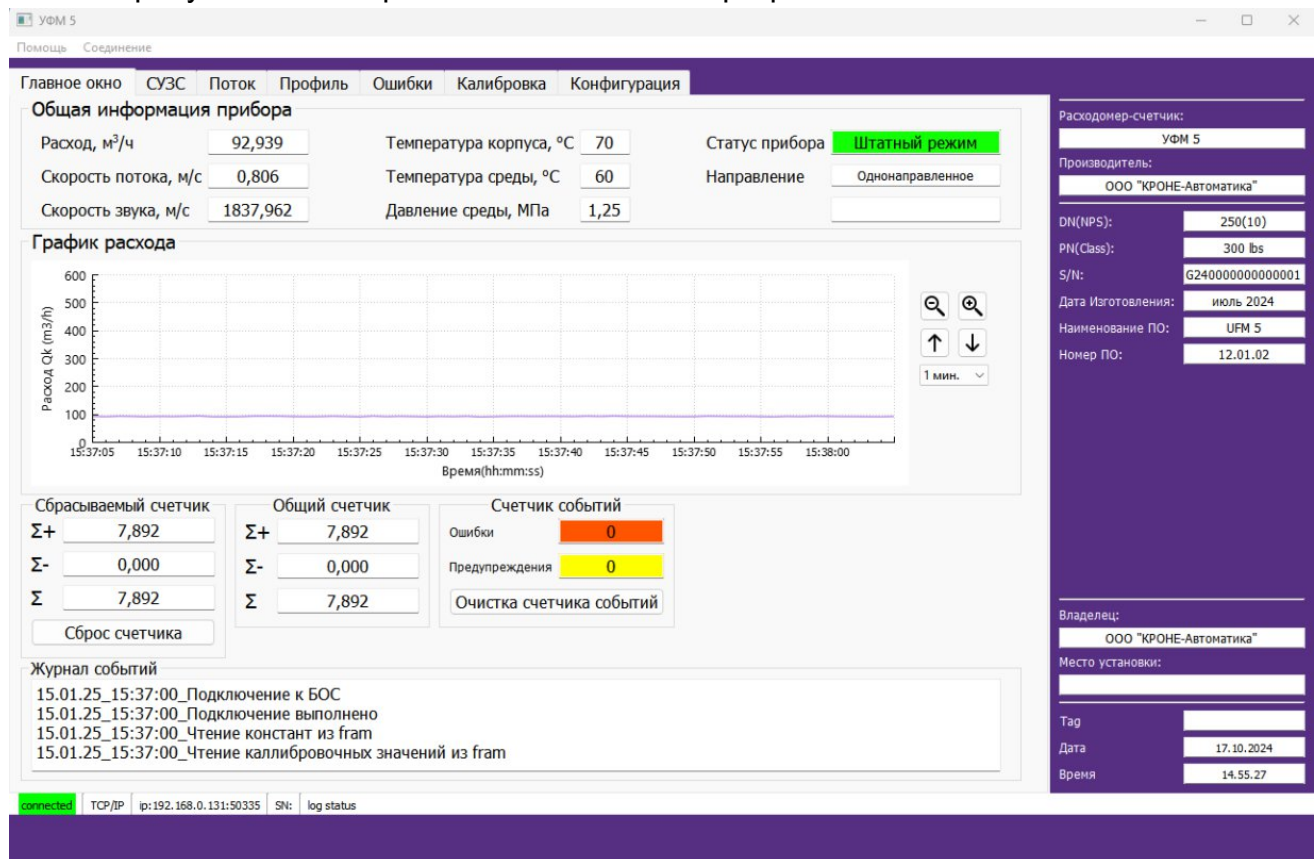 УФМ 5
Помощь Соединение
Главное окно СУЗС Поток Профиль Ошибки Калибровка Конфигурация
Общая информация прибора
Расход, м³/ч 92,939 Температура корпуса, °C 70 Статус прибора Штатный режим
Скорость потока, м/с 0,806 Температура среды, °C 60 Направление Однонаправленное
Скорость звука, м/с 1837,962 Давление среды, МПа 1,25
График расхода
600
500
400
300
200
100
0
Расход Qk (m3/h)
15:37:05 15:37:10 15:37:15 15:37:20 15:37:25 15:37:30 15:37:35 15:37:40 15:37:45 15:37:50 15:37:55 15:38:00
Время(hh:mm:ss)
1 мин.
Сбрасываемый счетчик Общий счетчик Счетчик событий
Σ+ 7,892 Σ+ 7,892 Ошибки 0
Σ- 0,000 Σ- 0,000 Предупреждения 0
Σ 7,892 Σ 7,892 Очистка счетчика событий
Сброс счетчика
Журнал событий
15.01.25_15:37:00_Подключение к БОС
15.01.25_15:37:00_Подключение выполнено
15.01.25_15:37:00_Чтение констант из fram
15.01.25_15:37:00_Чтение каллибровочных значений из fram
Расходомер-счетчик:
УФМ 5
Производитель:
ООО "КРОНЕ-Автоматика"
DN(NPS): 250(10)
PN(Class): 300 lbs
S/N: G240000000000001
Дата Изготовления: июль 2024
Наименование ПО: UFM 5
Номер ПО: 12.01.02
Владелец:
ООО "КРОНЕ-Автоматика"
Место установки:
Tag
Дата 17.10.2024
Время 14.55.27
connected TCP/IP ip:192.168.0.131:50335 SN: log status